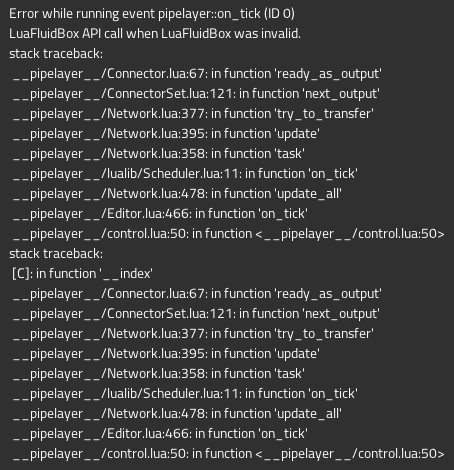 Error while running event pipelayer::on_tick (ID 0)
LuaFluidBox API call when LuaFluidBox was invalid.
stack traceback:
__pipelayer__/Connector.lua:67: in function 'ready_as_output'
__pipelayer__/ConnectorSet.lua:121: in function 'next_output'
__pipelayer__/Network.lua:377: in function 'try_to_transfer'
__pipelayer__/Network.lua:395: in function 'update'
__pipelayer__/Network.lua:358: in function 'task'
__pipelayer__/lualib/Scheduler.lua:11: in function 'on_tick'
__pipelayer__/Network.lua:478: in function 'update_all'
__pipelayer__/Editor.lua:466: in function 'on_tick'
__pipelayer__/control.lua:50: in function <__pipelayer__/control.lua:50>
stack traceback:
[C]: in function '__index'
__pipelayer__/Connector.lua:67: in function 'ready_as_output'
__pipelayer__/ConnectorSet.lua:121: in function 'next_output'
__pipelayer__/Network.lua:377: in function 'try_to_transfer'
__pipelayer__/Network.lua:395: in function 'update'
__pipelayer__/Network.lua:358: in function 'task'
__pipelayer__/lualib/Scheduler.lua:11: in function 'on_tick'
__pipelayer__/Network.lua:478: in function 'update_all'
__pipelayer__/Editor.lua:466: in function 'on_tick'
__pipelayer__/control.lua:50: in function <__pipelayer__/control.lua:50>